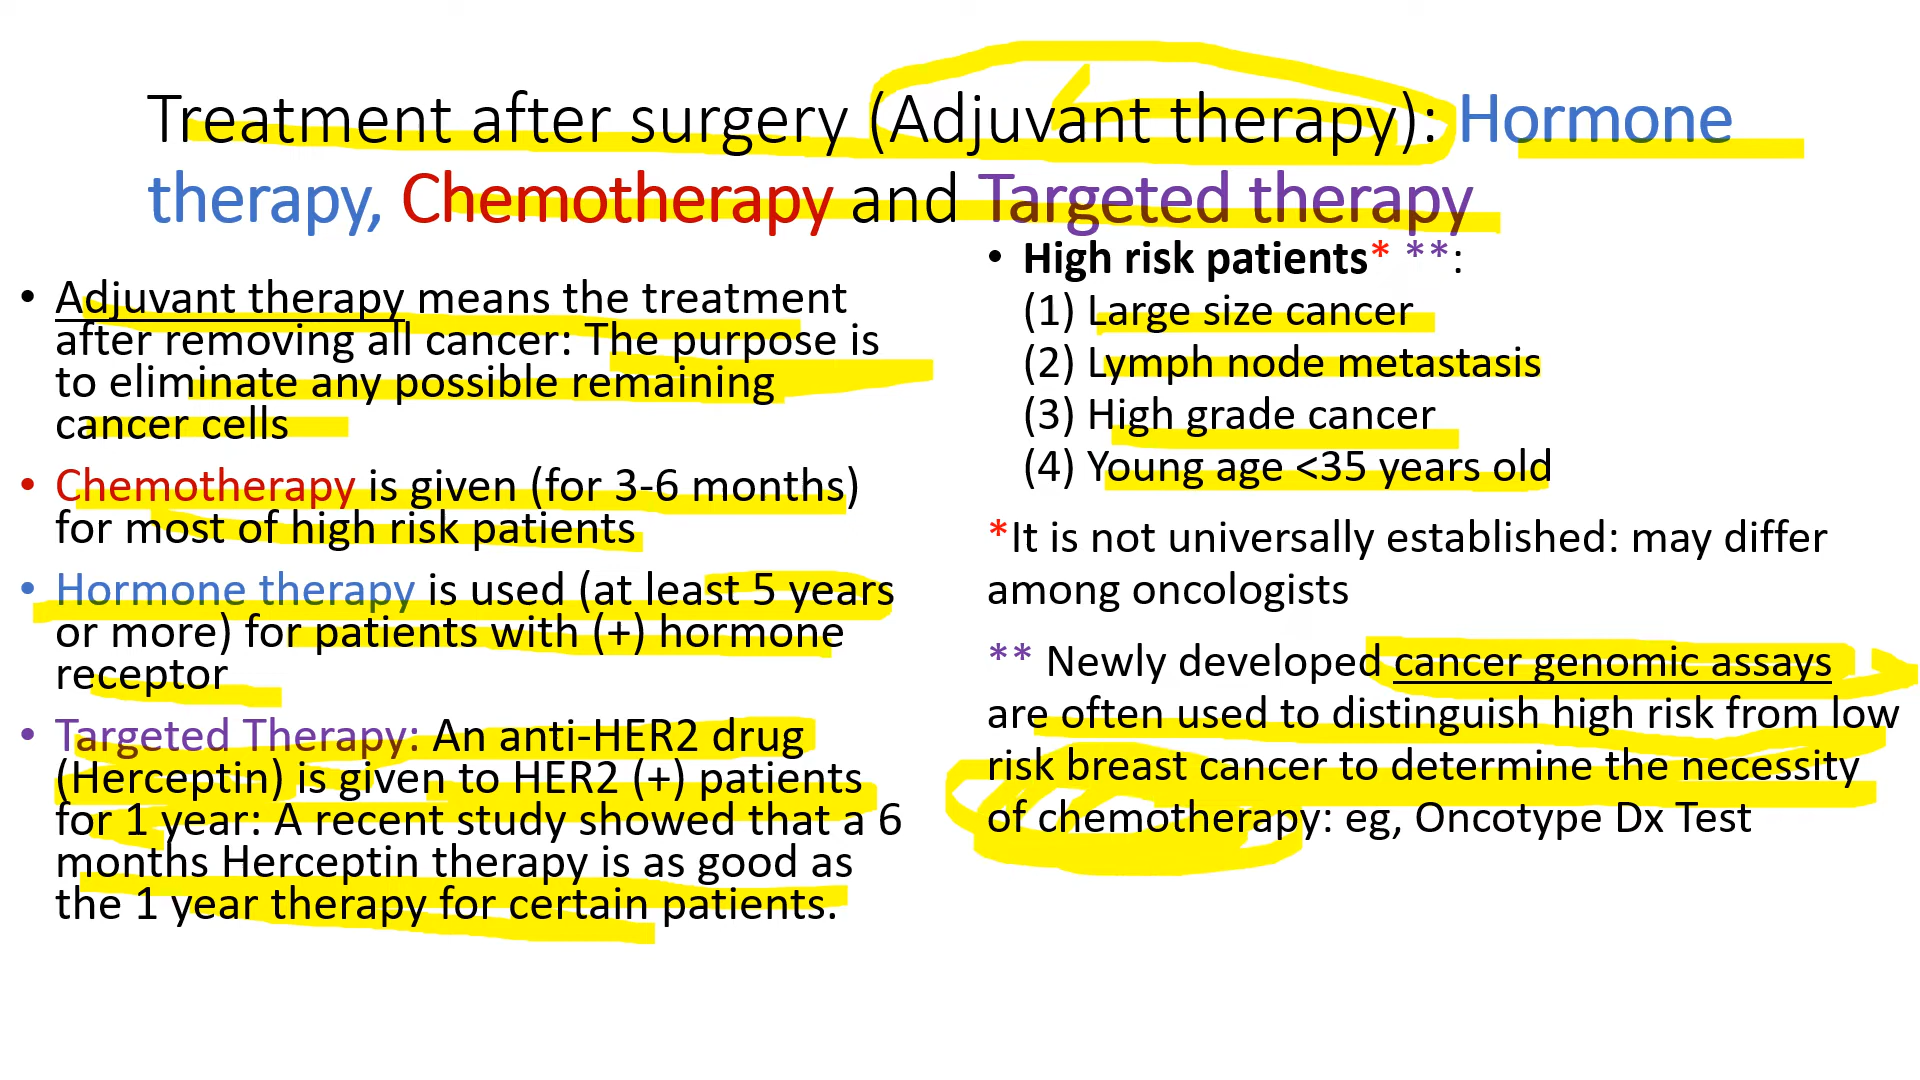 Treatment after surgery (Adjuvant therapy): Hormone
therapy, Chemotherapy and Targeted therapy
• Adjuvant therapy means the treatment
after removing all cancer: The purpose is
to eliminate any possible remaining
cancer cells
• Chemotherapy is given (for 3-6 months)
for most of high risk patients
• Hormone therapy is used (at least 5 years
or more) for patients with (+) hormone
receptor
• Targeted Therapy: An anti-HER2 drug
(Herceptin) is given to HER2 (+) patients
for 1 year: A recent study showed that a 6
months Herceptin therapy is as good as
the 1 year therapy for certain patients.
• High risk patients* **:
(1) Large size cancer
(2) Lymph node metastasis
(3) High grade cancer
(4) Young age <35 years old
*It is not universally established: may differ
among oncologists
** Newly developed cancer genomic assays
are often used to distinguish high risk from low
risk breast cancer to determine the necessity
of chemotherapy: eg, Oncotype Dx Test